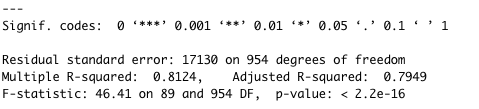 ---
Signif. codes:  0 ‘***’ 0.001 ‘**’ 0.01 ‘*’ 0.05 ‘.’ 0.1 ‘ ’ 1
Residual standard error: 17130 on 954 degrees of freedom
Multiple R-squared:  0.8124,    Adjusted R-squared:  0.7949
F-statistic: 46.41 on 89 and 954 DF,  p-value: < 2.2e-16